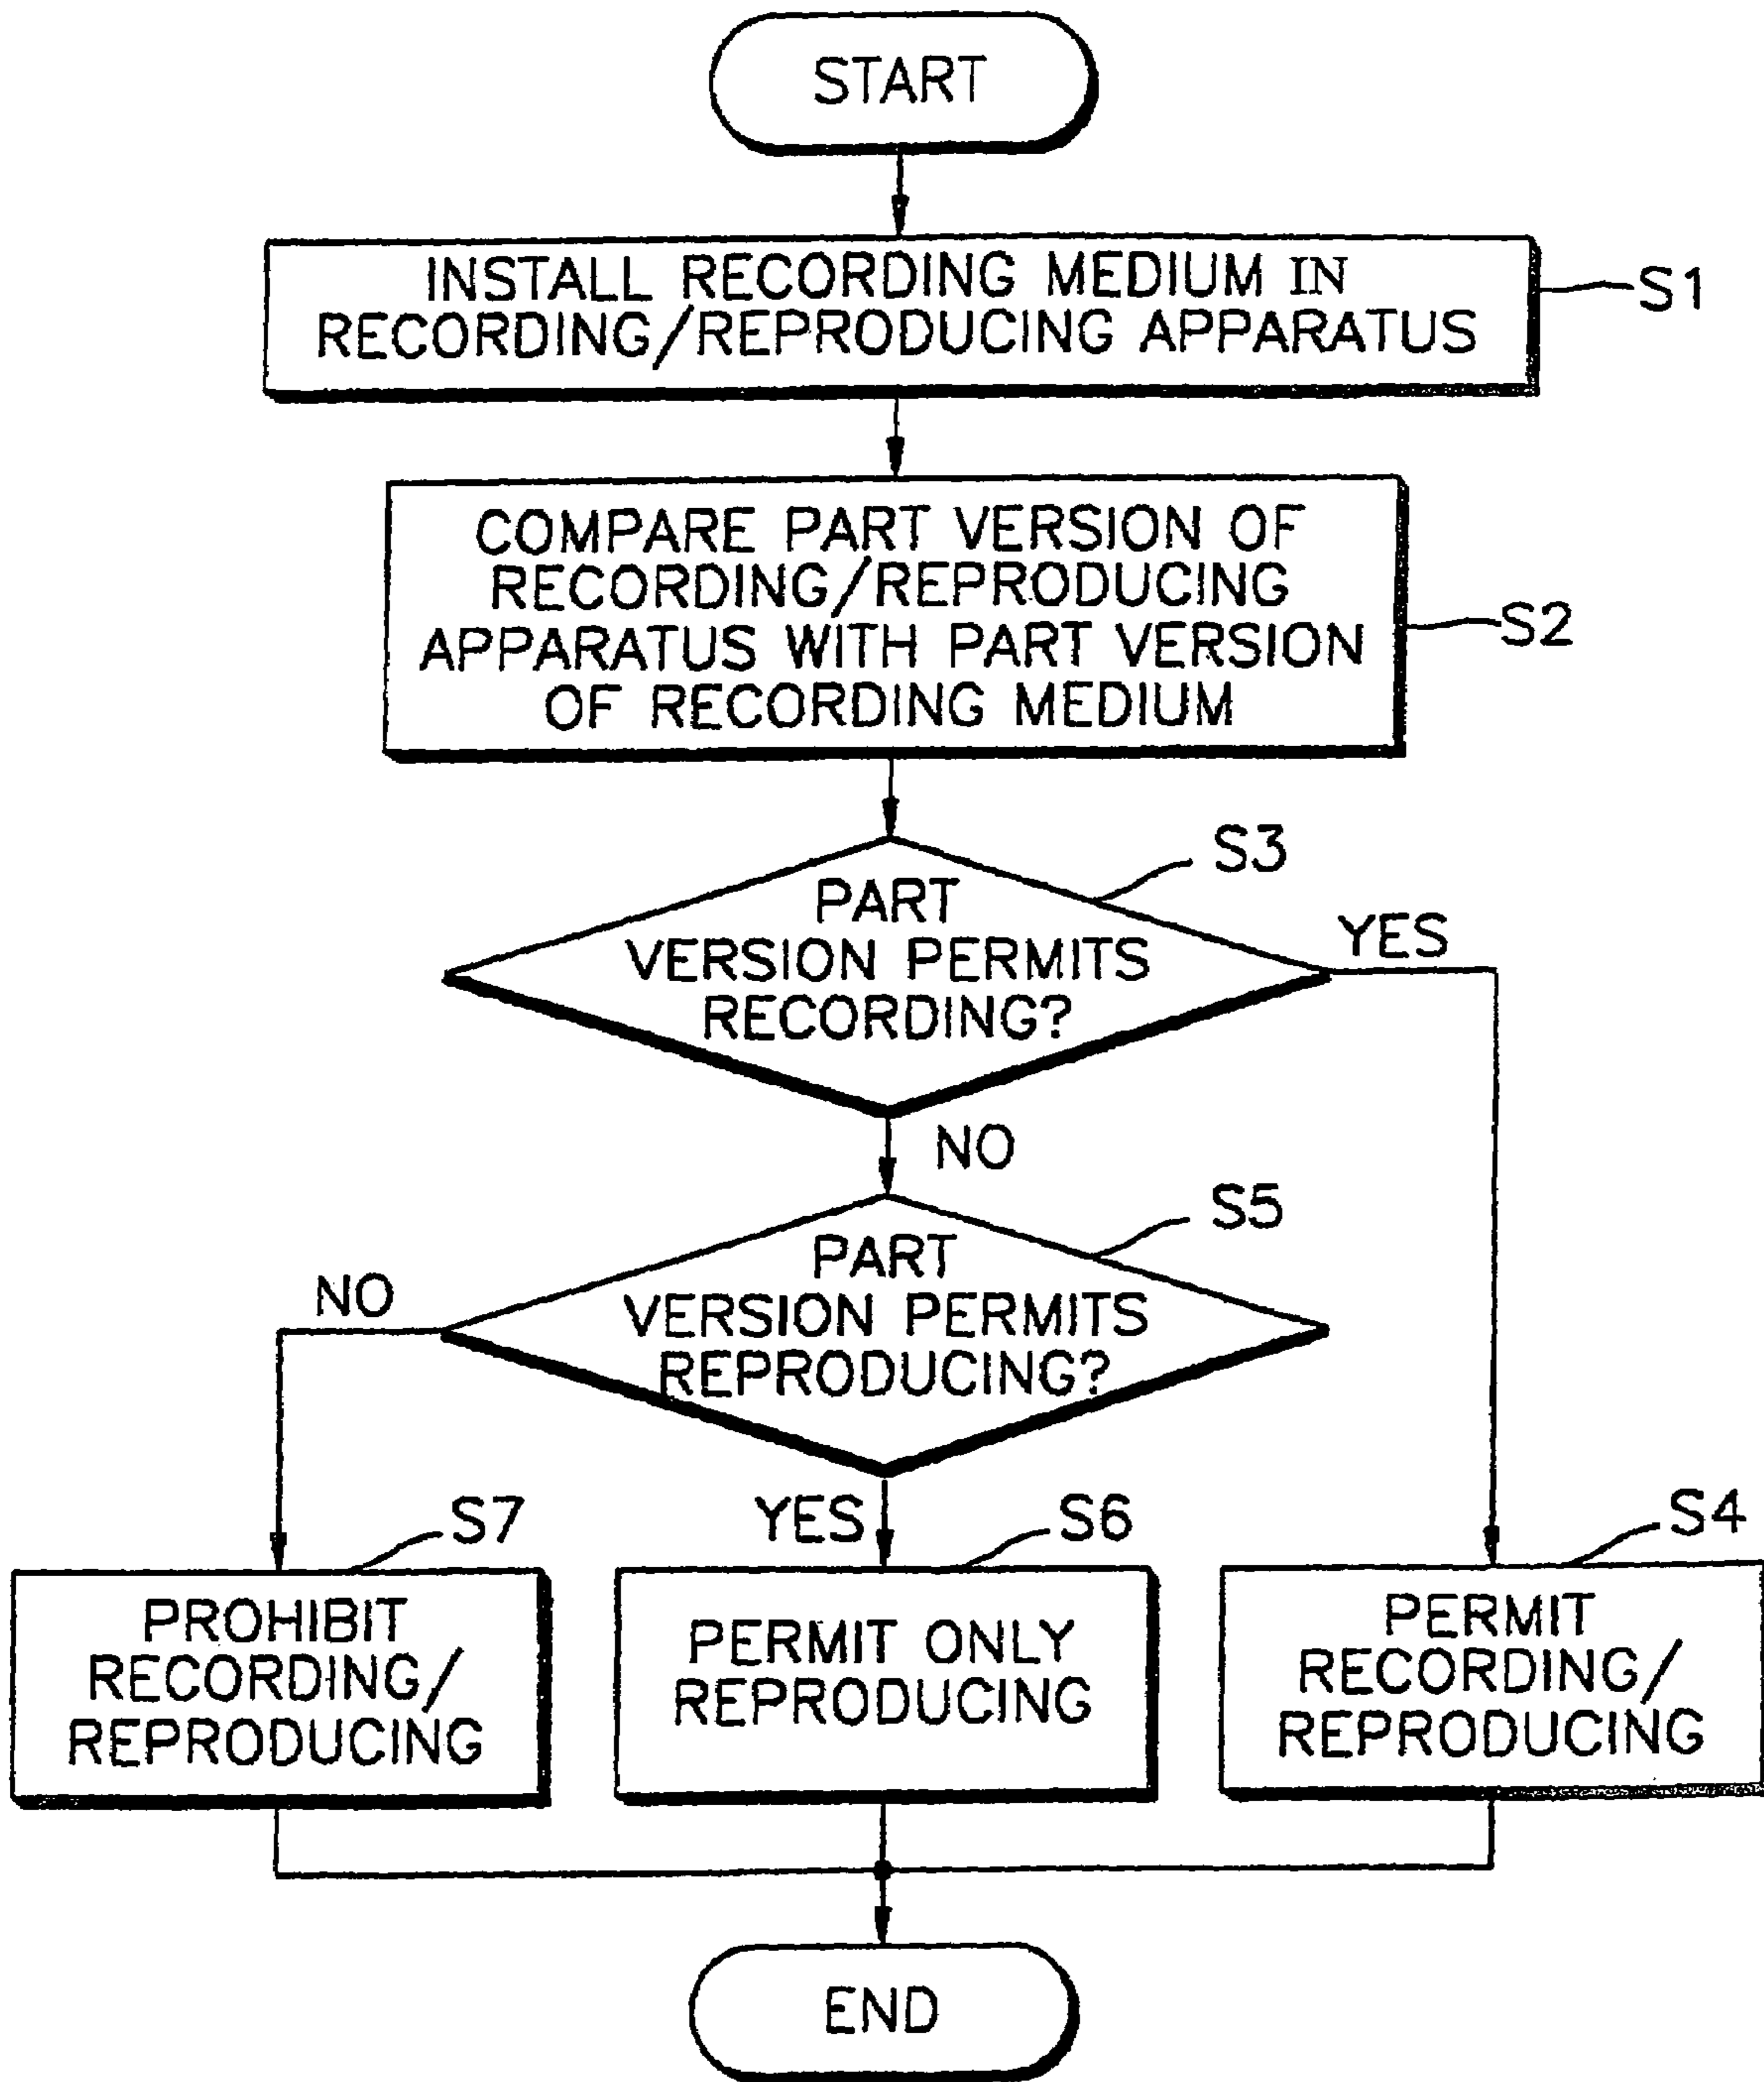 START
INSTALL RECORDING MEDIUM IN
RECORDING/REPRODUCING APPARATUS
S1
COMPARE PART VERSION OF
RECORDING/REPRODUCING
APPARATUS WITH PART VERSION
OF RECORDING MEDIUM
S2
S3
PART
VERSION PERMITS
RECORDING?
YES
NO
S5
PART
VERSION PERMITS
REPRODUCING?
NO
YES
S7
PROHIBIT
RECORDING/
REPRODUCING
S6
PERMIT ONLY
REPRODUCING
S4
PERMIT
RECORDING/
REPRODUCING
END